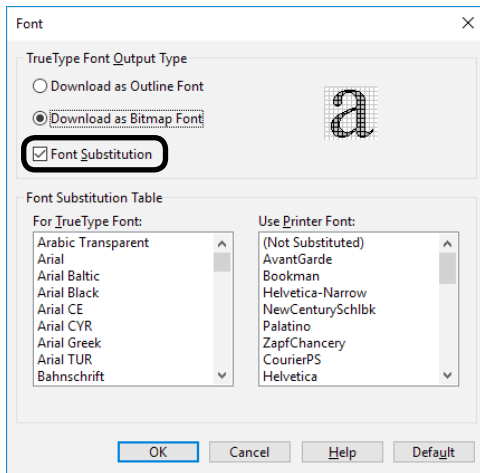 Font
TrueType Font Output Type
Download as Outline Font
Download as Bitmap Font
Font Substitution
a
Font Substitution Table
For TrueType Font:
Arabic Transparent
Arial
Arial Baltic
Arial Black
Arial CE
Arial CYR
Arial Greek
Arial TUR
Bahnschrift
Use Printer Font:
(Not Substituted)
AvantGarde
Bookman
Helvetica-Narrow
NewCenturySchlbk
Palatino
ZapfChancery
CourierPS
Helvetica
OK
Cancel
Help
Default